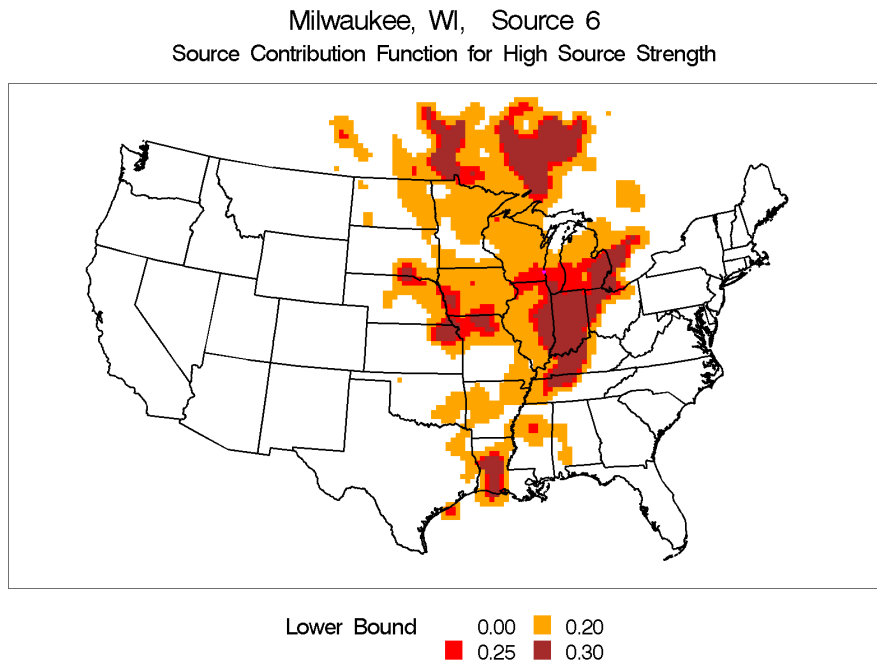 Milwaukee, WI, Source 6
Source Contribution Function for High Source Strength
Lower Bound 0.00 0.20
0.25 0.30